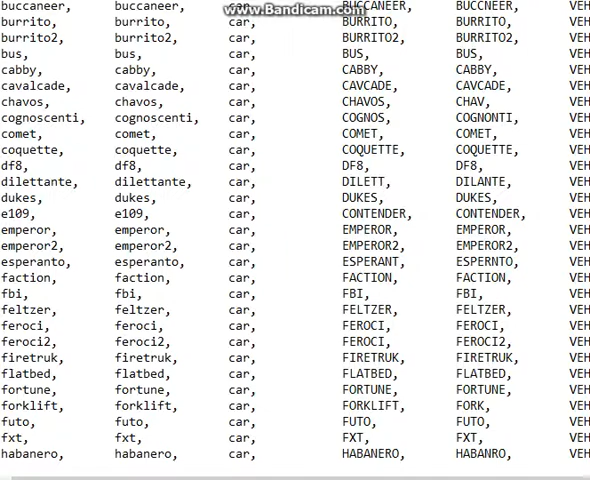 www.Bandicam.com
buccaneer, buccaneer, car, BUCCANEER, BUCCNEER, VEH
burrito, burrito, car, BURRITO, BURRITO, VEH
burrito2, burrito2, car, BURRITO2, BURRITO2, VEH
bus, bus, car, BUS, BUS, VEH
cabby, cabby, car, CABBY, CABBY, VEH
cavalcade, cavalcade, car, CAVCADE, CAVCADE, VEH
chavos, chavos, car, CHAVOS, CHAV, VEH
cognoscenti, cognoscenti, car, COGNOS, COGNONTI, VEH
comet, comet, car, COMET, COMET, VEH
coquette, coquette, car, COQUETTE, COQUETTE, VEH
df8, df8, car, DF8, DF8, VEH
dilettante, dilettante, car, DILETT, DILANTE, VEH
dukes, dukes, car, DUKES, DUKES, VEH
e109, e109, car, CONTENDER, CONTENDER, VEH
emperor, emperor, car, EMPEROR, EMPEROR, VEH
emperor2, emperor2, car, EMPEROR2, EMPEROR2, VEH
esperanto, esperanto, car, ESPERANT, ESPERNTO, VEH
faction, faction, car, FACTION, FACTION, VEH
fbi, fbi, car, FBI, FBI, VEH
feltzer, feltzer, car, FELTZER, FELTZER, VEH
feroci, feroci, car, FEROCI, FEROCI, VEH
feroci2, feroci2, car, FEROCI, FEROCI2, VEH
firetruk, firetruk, car, FIRETRUK, FIRETRUK, VEH
flatbed, flatbed, car, FLATBED, FLATBED, VEH
fortune, fortune, car, FORTUNE, FORTUNE, VEH
forklift, forklift, car, FORKLIFT, FORK, VEH
futo, futo, car, FUTO, FUTO, VEH
fxt, fxt, car, FXT, FXT, VEH
habanero, habanero, car, HABANERO, HABANRO, VEH